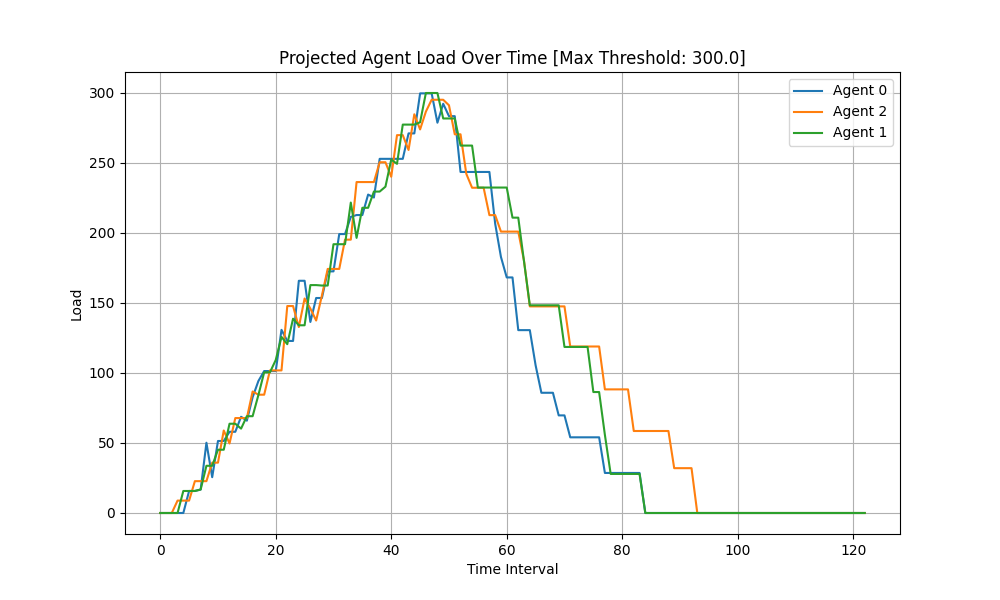 Projected Agent Load Over Time [Max Threshold: 300.0]
Agent 0
Agent 2
Agent 1
300
250
200
150
100
50
0
Load
0 20 40 60 80 100 120
Time Interval